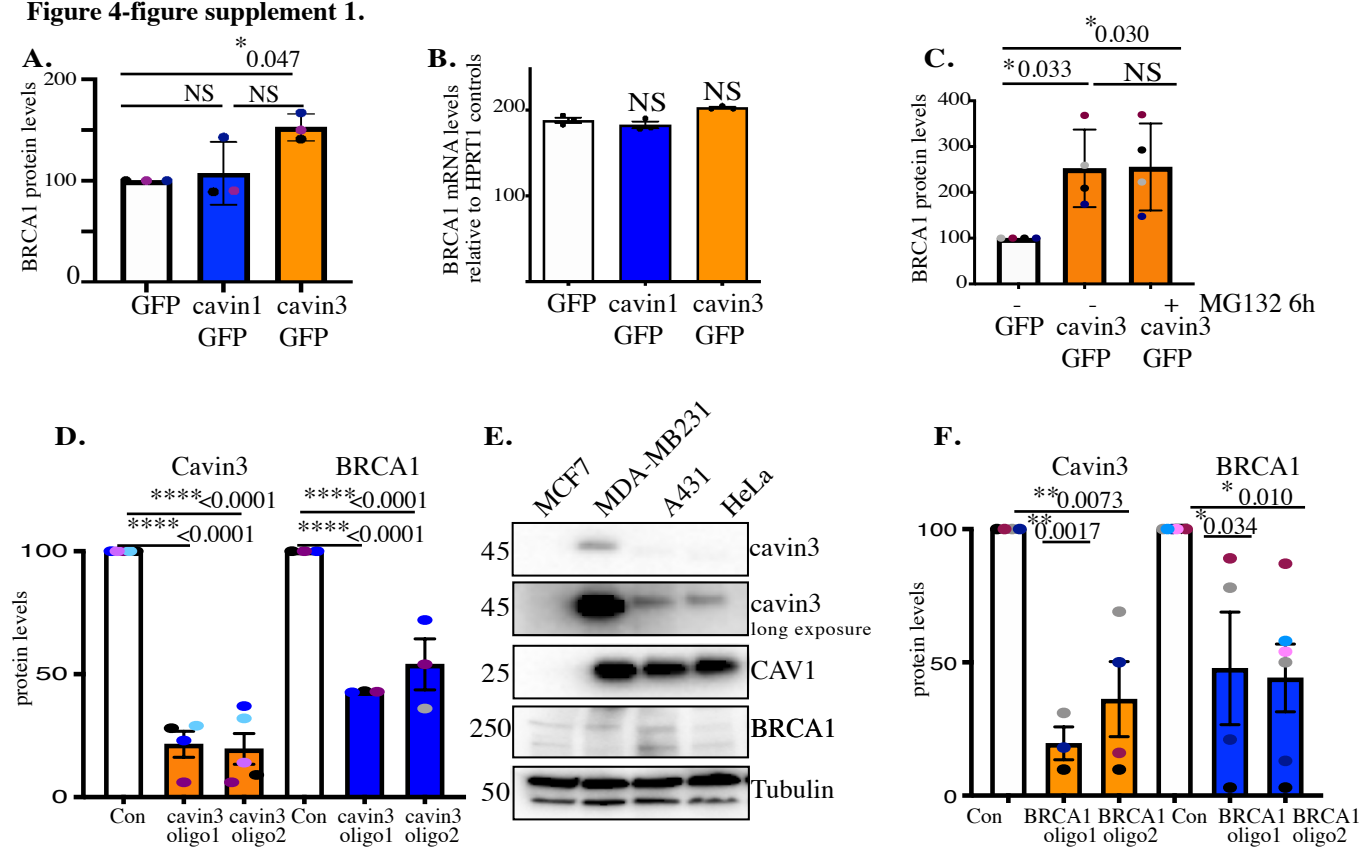 Figure 4-figure supplement 1.
A.
* 0.047
NS NS
BRCA1 protein levels
200
100
0
GFP cavin1 GFP cavin3 GFP
B.
BRCA1 mRNA levels
relative to HPRT1 controls
200
100
NS NS
GFP cavin1 GFP cavin3 GFP
C.
* 0.030
* 0.033 NS
BRCA1 protein levels
400
300
200
100
0
- - + MG132 6h
GFP cavin3 GFP cavin3 GFP
D.
Cavin3 BRCA1
**** <0.0001 **** <0.0001
**** <0.0001 **** <0.0001
protein levels
100
50
0
Con cavin3 oligo1 cavin3 oligo2 Con cavin3 oligo1 cavin3 oligo2
E.
MCF7 MDA-MB231 A431 HeLa
45 cavin3
45 cavin3
long exposure
25 CAV1
250 BRCA1
50 Tubulin
F.
Cavin3 BRCA1
** 0.0073 * 0.010
** 0.0017 * 0.034
protein levels
100
50
0
Con BRCA1 oligo1 BRCA1 oligo2 Con BRCA1 oligo1 BRCA1 oligo2